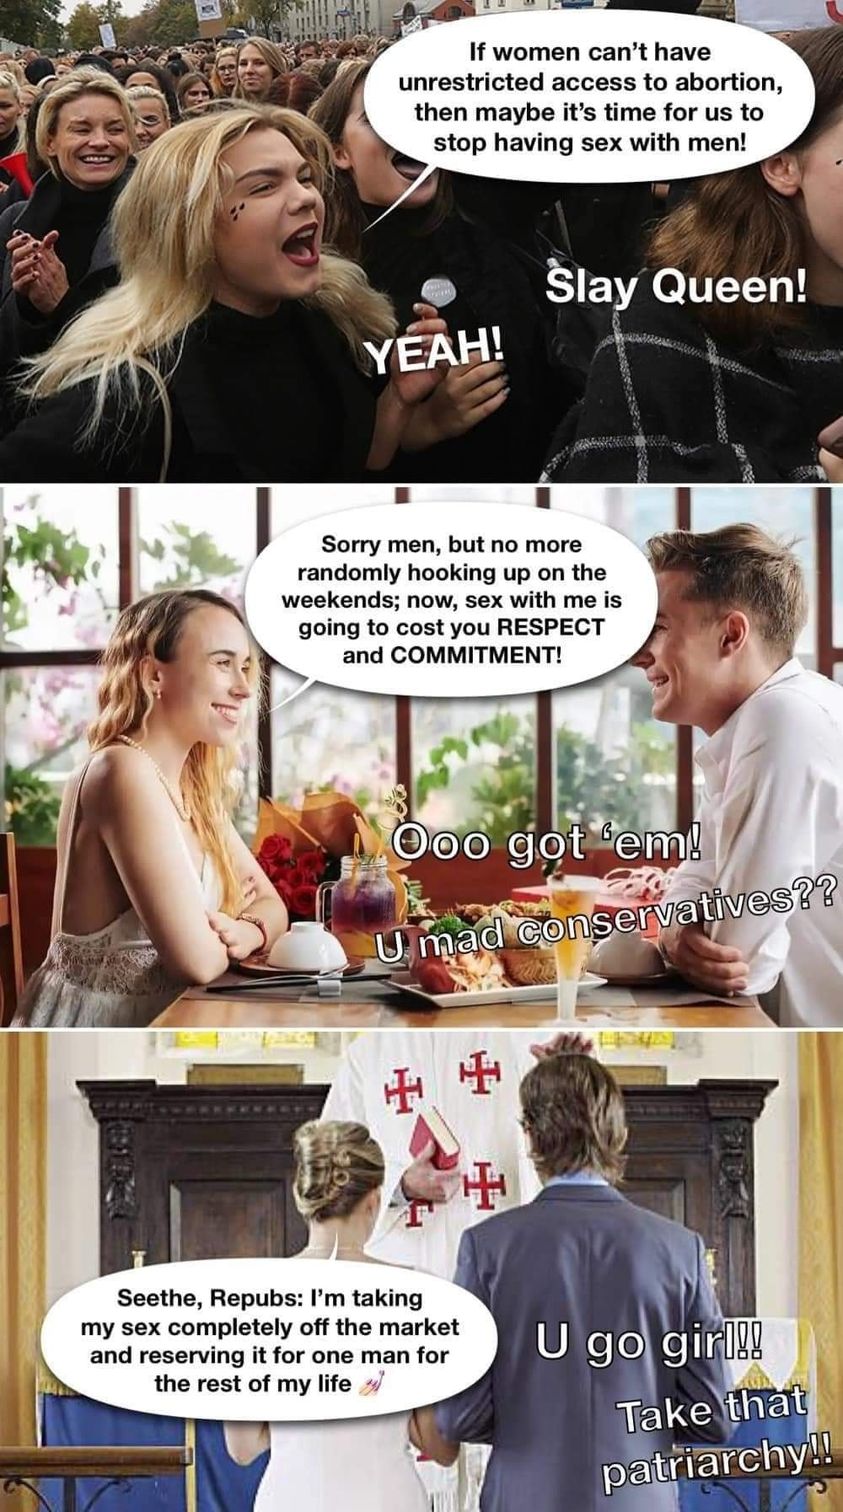 If women can’t have
unrestricted access to abortion,
then maybe it’s time for us to
stop having sex with men!
Slay Queen!
YEAH!
Sorry men, but no more
randomly hooking up on the
weekends; now, sex with me is
going to cost you RESPECT
and COMMITMENT!
Ooo got ‘em!
U mad conservatives??
Seethe, Repubs: I’m taking
my sex completely off the market
and reserving it for one man for
the rest of my life 💅
U go girl!!
Take that
patriarchy!!